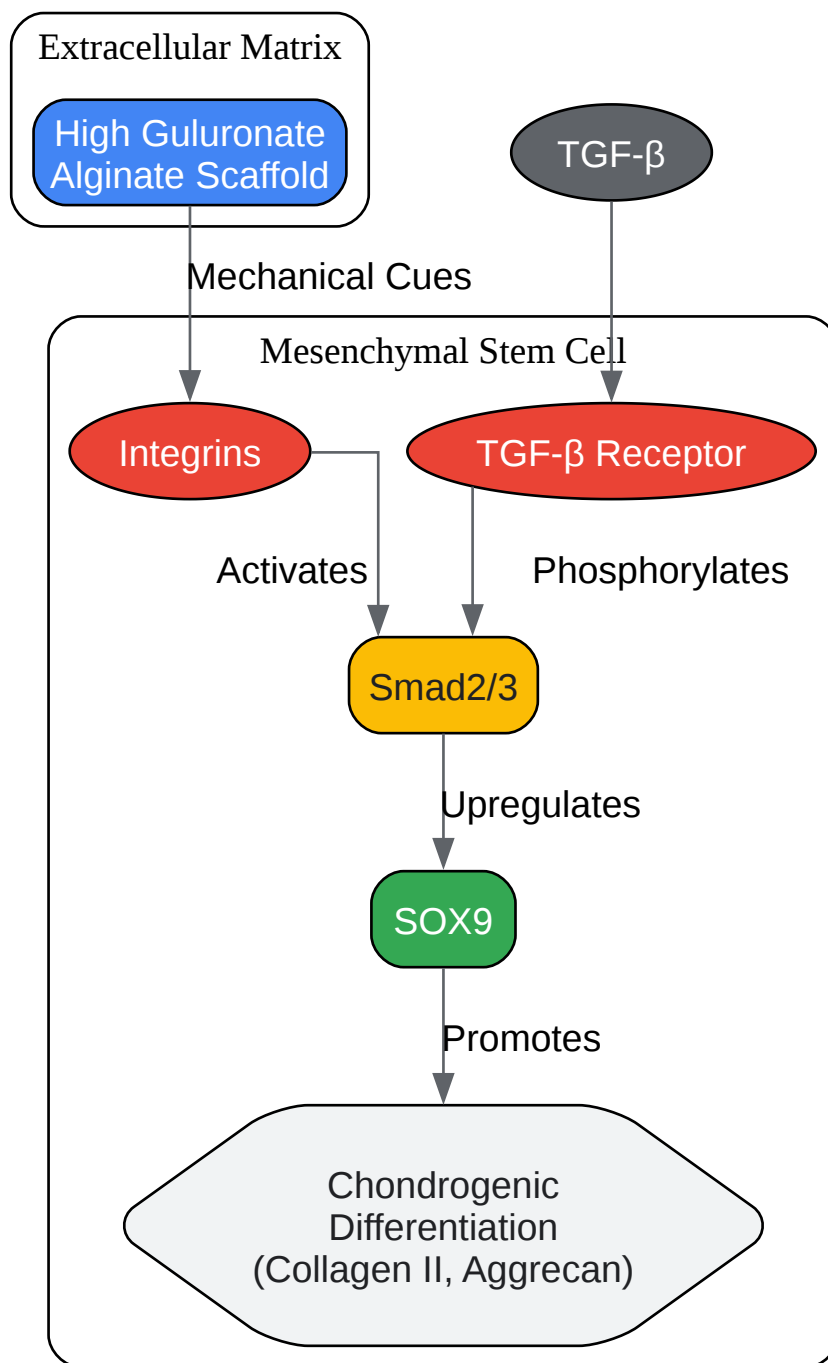 Extracellular Matrix
High Guluronate
Alginate Scaffold
TGF-β
Mechanical Cues
Mesenchymal Stem Cell
Integrins
TGF-β Receptor
Activates
Phosphorylates
Smad2/3
Upregulates
SOX9
Promotes
Chondrogenic
Differentiation
(Collagen II, Aggrecan)